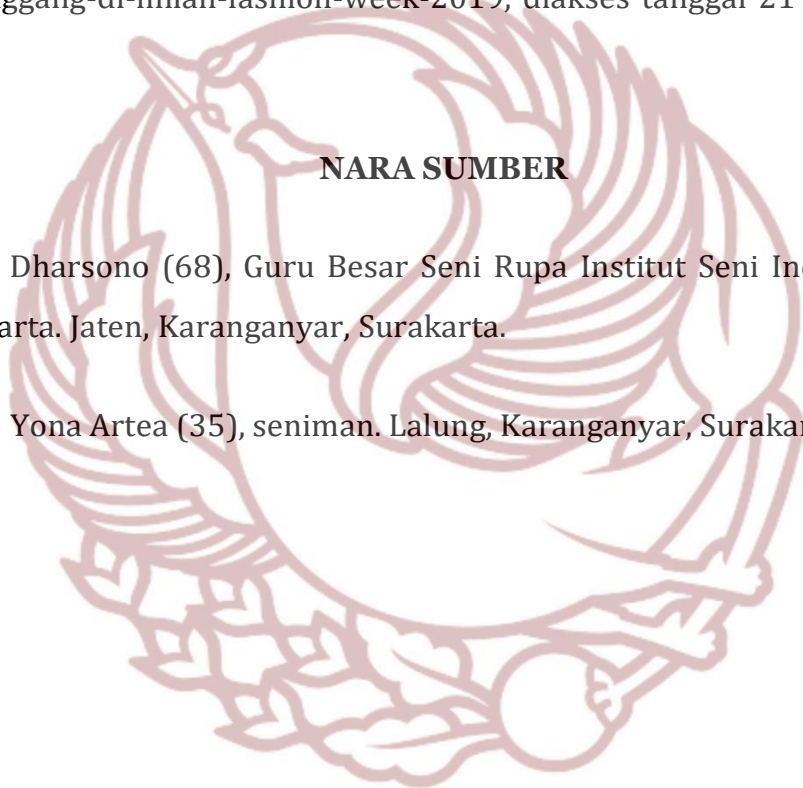 ggang-di-milan-fashion-week-2019, diakses tanggal 21
NARA SUMBER
Dharsono (68), Guru Besar Seni Rupa Institut Seni
arta. Jaten, Karanganyar, Surakarta.
Yona Artea (35), seniman. Lalung, Karanganyar, Surakar